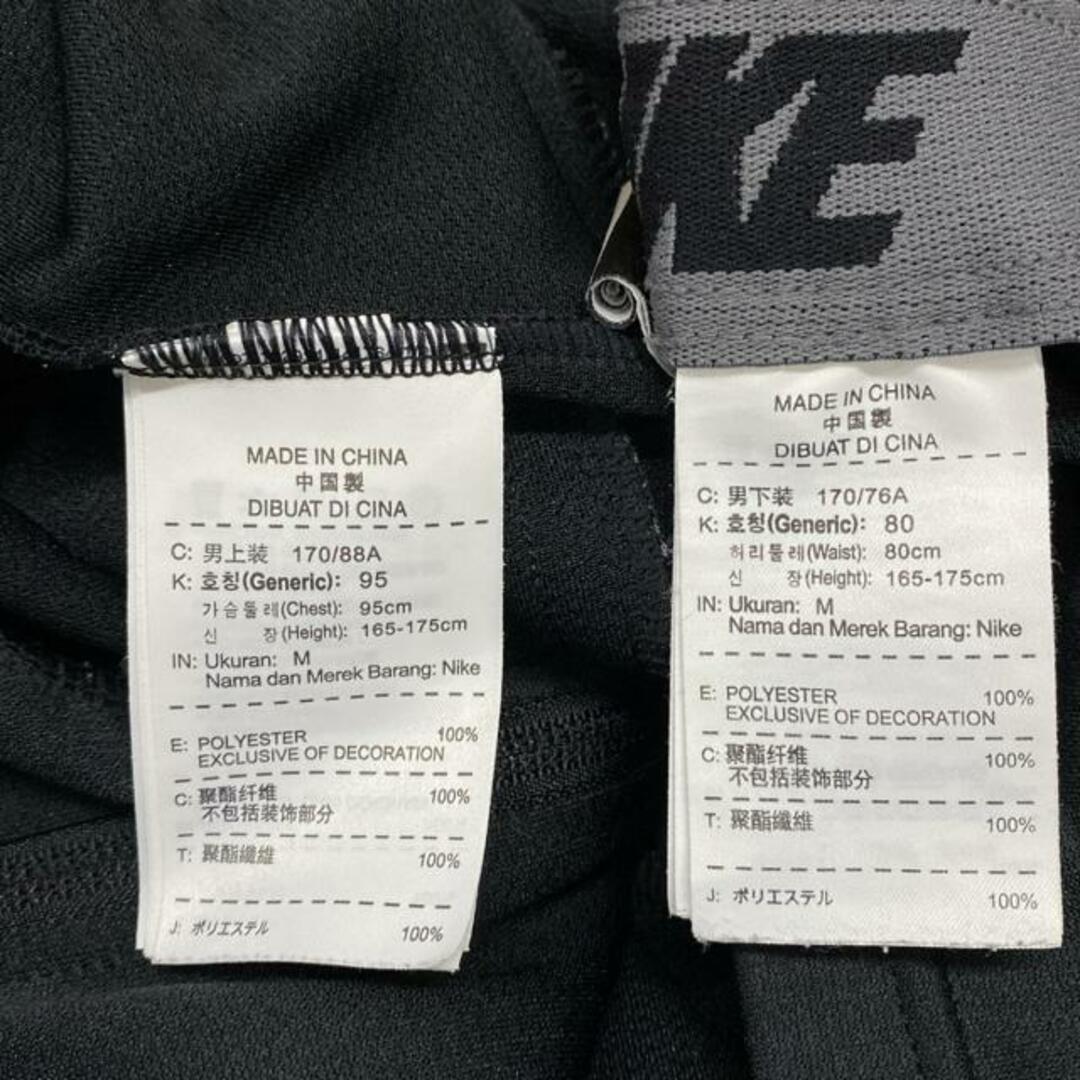 KE
MADE IN CHINA
中国製
DIBUAT DI CINA
C: 男上装 170/88A
K: 호칭(Generic): 95
가슴둘레(Chest): 95cm
신 장(Height): 165-175cm
IN: Ukuran: M
Nama dan Merek Barang: Nike
E: POLYESTER 100%
EXCLUSIVE OF DECORATION
C: 聚酯纤维 100%
不包括装饰部分
T: 聚酯纖維 100%
J: ポリエステル 100%
MADE IN CHINA
中国製
DIBUAT DI CINA
C: 男下装 170/76A
K: 호칭(Generic): 80
허리둘레(Waist): 80cm
신 장(Height): 165-175cm
IN: Ukuran: M
Nama dan Merek Barang: Nike
E: POLYESTER 100%
EXCLUSIVE OF DECORATION
C: 聚酯纤维 100%
不包括装饰部分
T: 聚酯纖維 100%
J: ポリエステル 100%